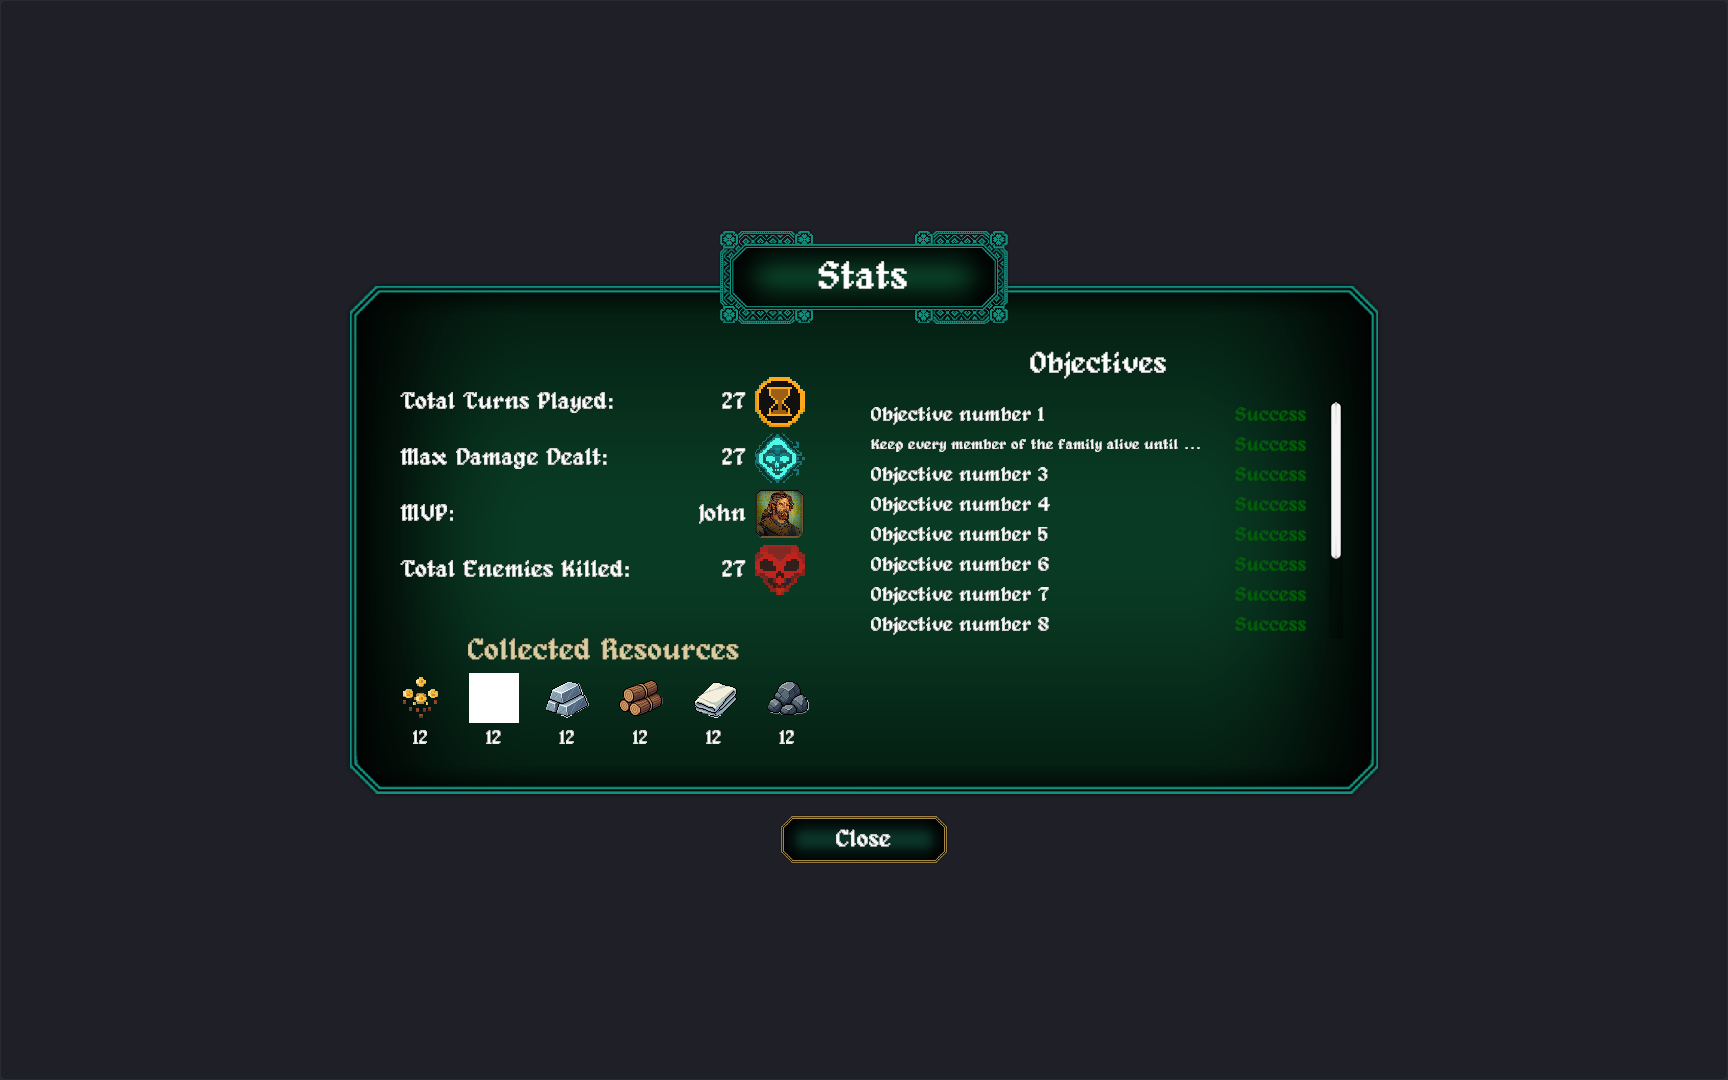 Stats
Total Turns Played: 27
Max Damage Dealt: 27
MVP: John
Total Enemies Killed: 27
Collected Resources
12 12 12 12 12 12
Objectives
Objective number 1 Success
Keep every member of the family alive until ... Success
Objective number 3 Success
Objective number 4 Success
Objective number 5 Success
Objective number 6 Success
Objective number 7 Success
Objective number 8 Success
Close